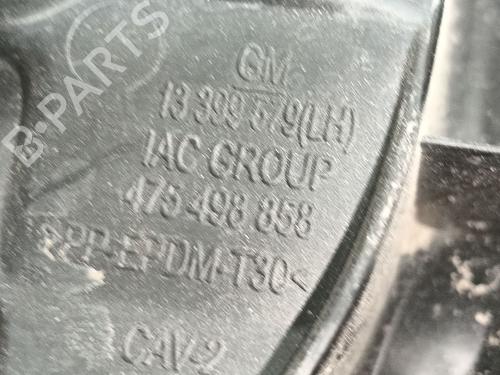 B-PARTS
GM
13 399 579(LH)
IAC GROUP
475 498 858
>PP-EPDM-T30<
CAV-2